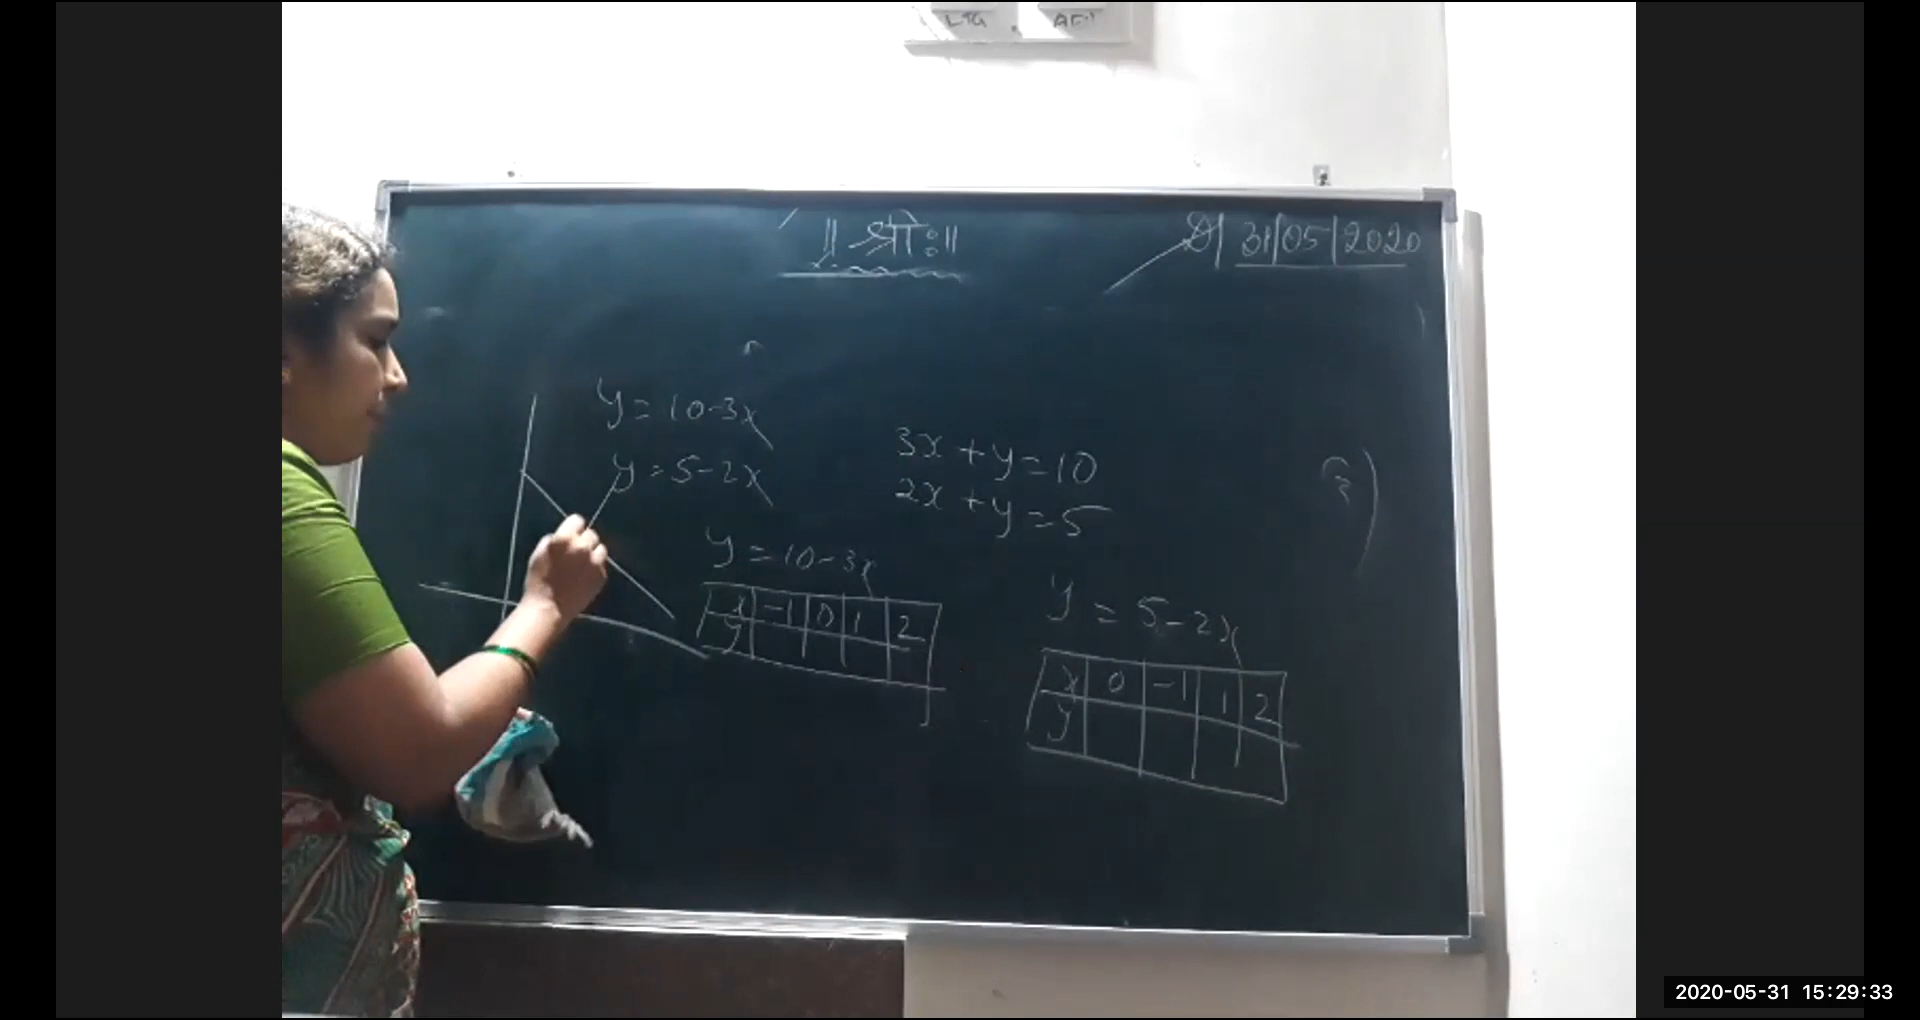 LTG
॥ श्रीः॥
31/05/2020
y = 10-3x
y = 5-2x
3x + y = 10
2x + y = 5
y = 10-3x
x -1 0 1 2
y
y = 5-2x
x 0 -1 1 2
y
2020-05-31 15:29:33